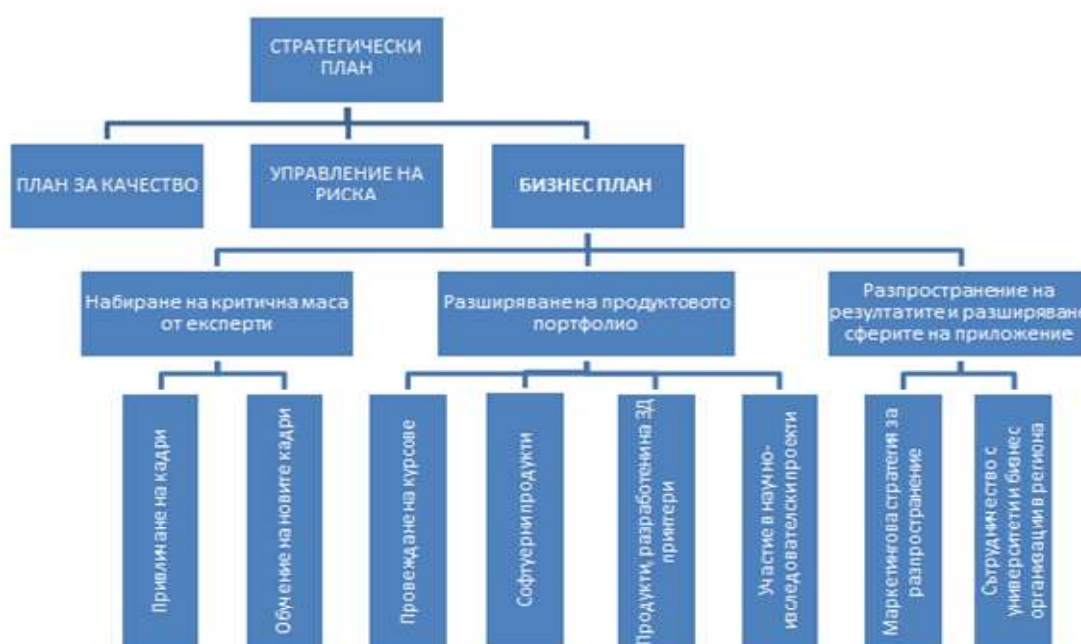 СТРАТЕГИЧЕСКИ
ПЛАН
ПЛАН ЗА КАЧЕСТВО
УПРАВЛЕНИЕ НА
РИСКА
БИЗНЕС ПЛАН
Набиране на критична маса
от експерти
Разширяване на продуктовото
портфолио
Разпространение на
резултатите и разширяване
сферите на приложение
Привличане на кадри
Обучение на новите кадри
Провеждане на курсове
Софтуерни продукти
Продукти, разработени на 3Д
принтери
Участие в научно-
изследователски проекти
Маркетингова стратегия за
разпространение
Сътрудничество с
университети и бизнес
организации в региона